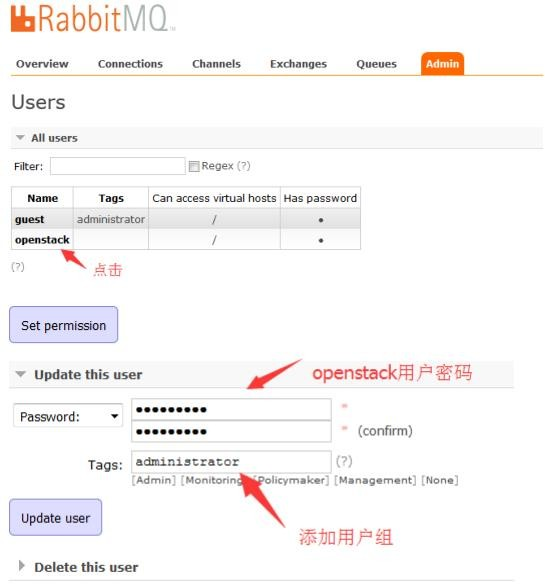 RabbitMQ
Overview Connections Channels Exchanges Queues Admin
Users
All users
Filter: Regex (?)
Name Tags Can access virtual hosts Has password
guest administrator / •
openstack / •
(?) 点击
Set permission
Update this user
openstack用户密码
Password: ●●●●●●●●● *
●●●●●●●●● * (confirm)
Tags: administrator (?)
[Admin] [Monitoring] [Policymaker] [Management] [None]
Update user
添加用户组
Delete this user